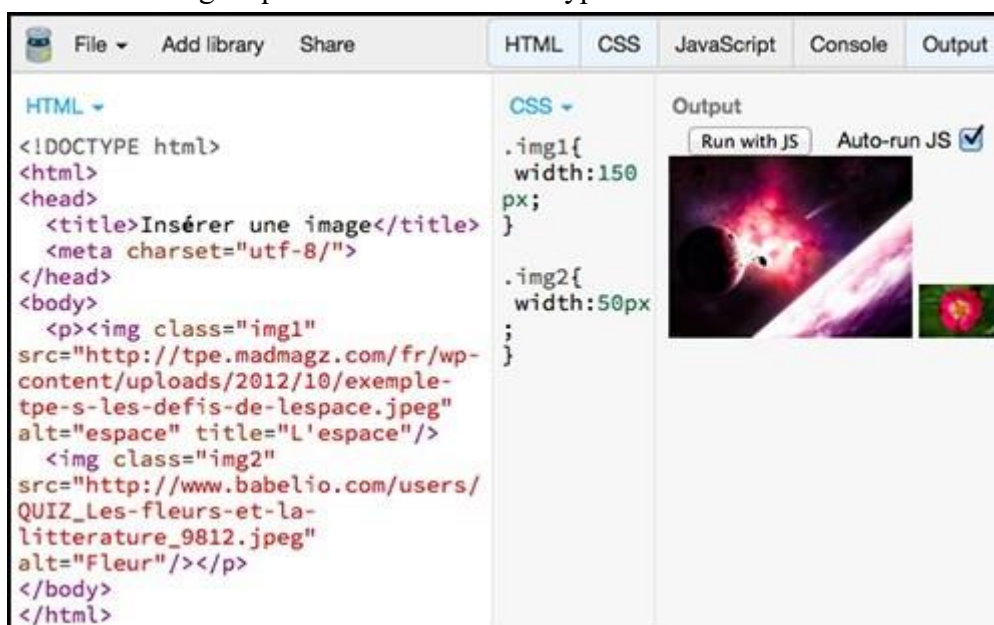 File Add library Share HTML CSS JavaScript Console Output
HTML
<!DOCTYPE html>
<html>
<head>
<title>Insérer une image</title>
<meta charset="utf-8/">
</head>
<body>
<p><img class="img1"
src="http://tpe.madmagz.com/fr/wp-
content/uploads/2012/10/exemple-
tpe-s-les-defis-de-lespace.jpeg"
alt="espace" title="L'espace"/>
<img class="img2"
src="http://www.babelio.com/users/
QUIZ_Les-fleurs-et-la-
litterature_9812.jpeg"
alt="Fleur"/></p>
</body>
</html>
CSS
.img1{
width:150
px;
}
.img2{
width:50px
;
}
Output
Run with JS Auto-run JS